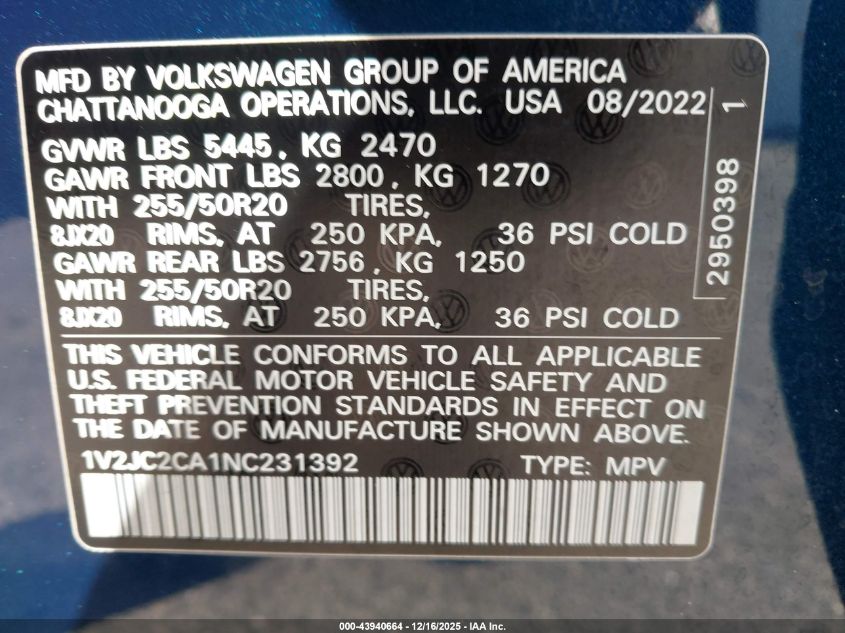 MFD BY VOLKSWAGEN GROUP OF AMERICA
CHATTANOOGA OPERATIONS, LLC. USA 08/2022
GVWR LBS 5445, KG 2470
GAWR FRONT LBS 2800, KG 1270
WITH 255/50R20 TIRES,
8JX20 RIMS, AT 250 KPA, 36 PSI COLD
GAWR REAR LBS 2756, KG 1250
WITH 255/50R20 TIRES,
8JX20 RIMS, AT 250 KPA, 36 PSI COLD
2950398 1
THIS VEHICLE CONFORMS TO ALL APPLICABLE
U.S. FEDERAL MOTOR VEHICLE SAFETY AND
THEFT PREVENTION STANDARDS IN EFFECT ON
THE DATE OF MANUFACTURE SHOWN ABOVE.
1V2JC2CA1NC231392 TYPE: MPV
000-43940664 - 12/16/2025 - IAA Inc.